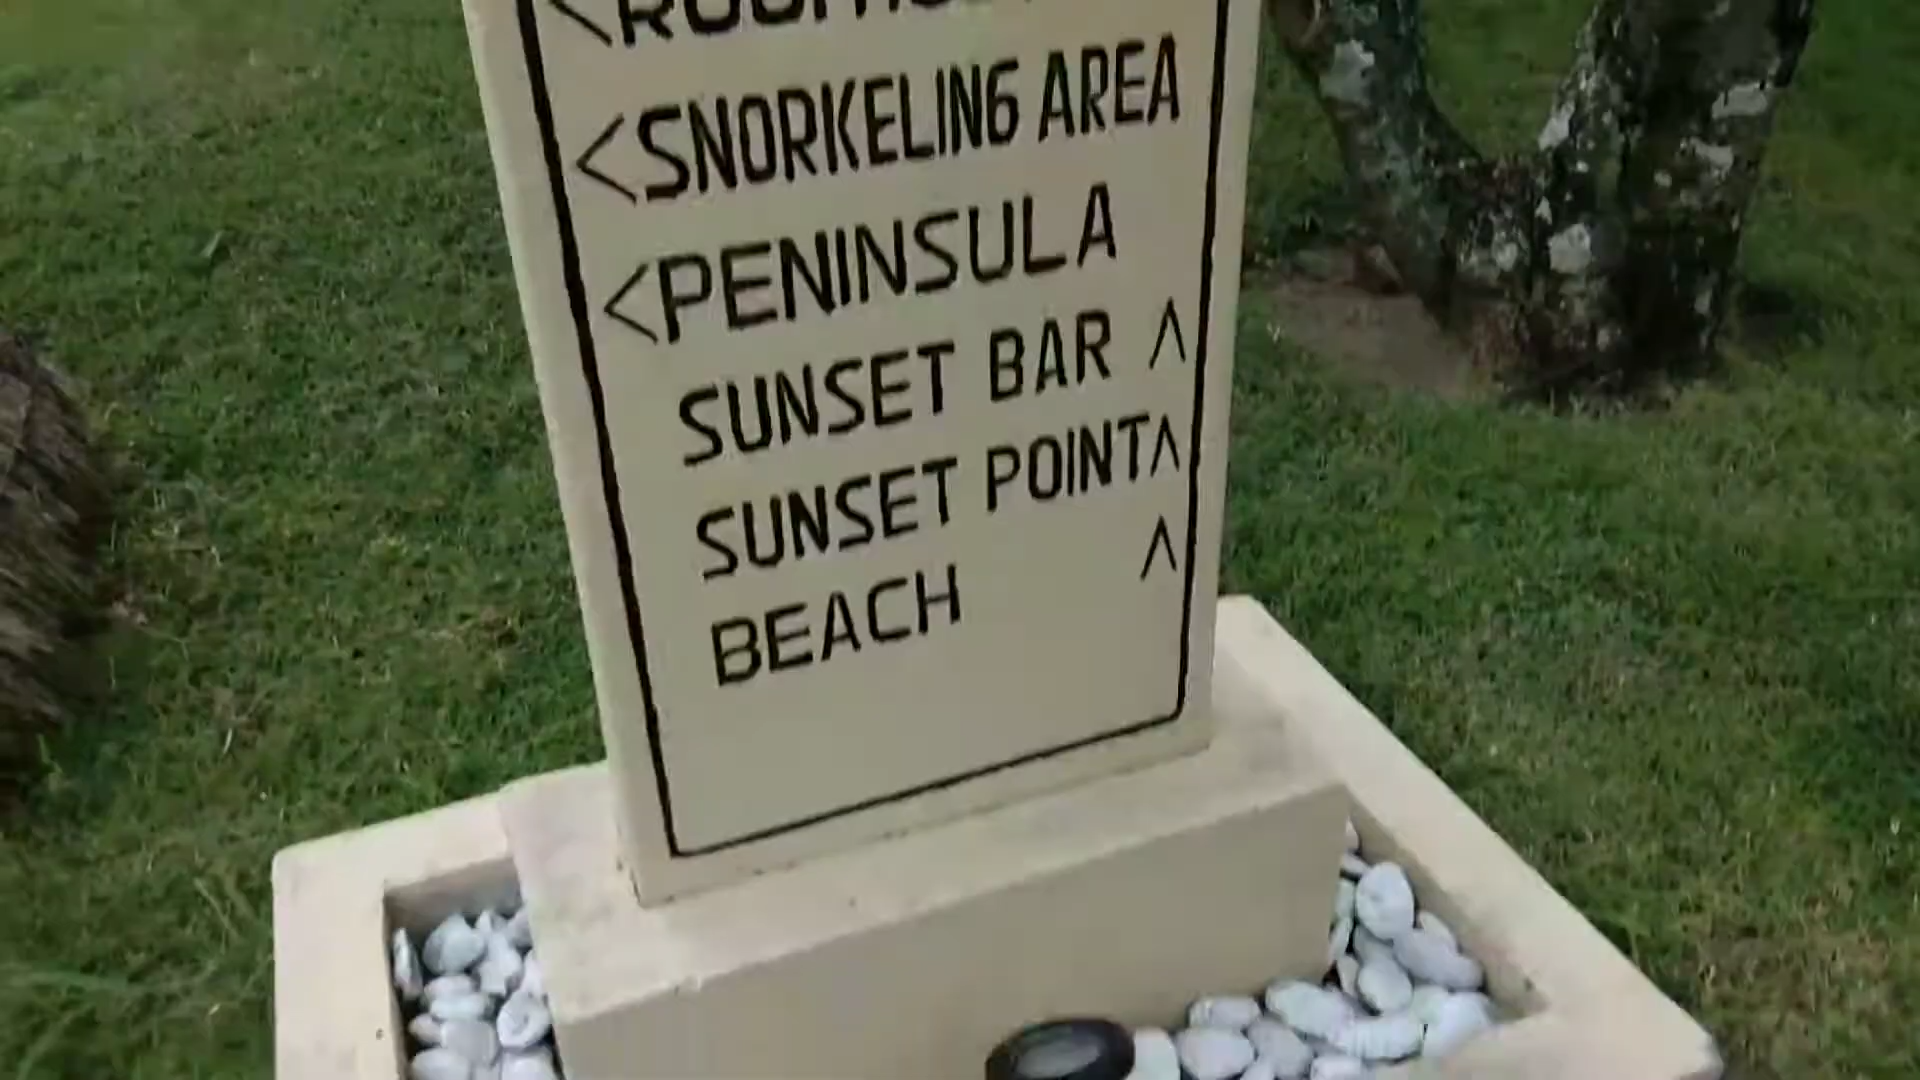 <SNORKELING AREA
<PENINSULA
SUNSET BAR ^
SUNSET POINT^
BEACH ^